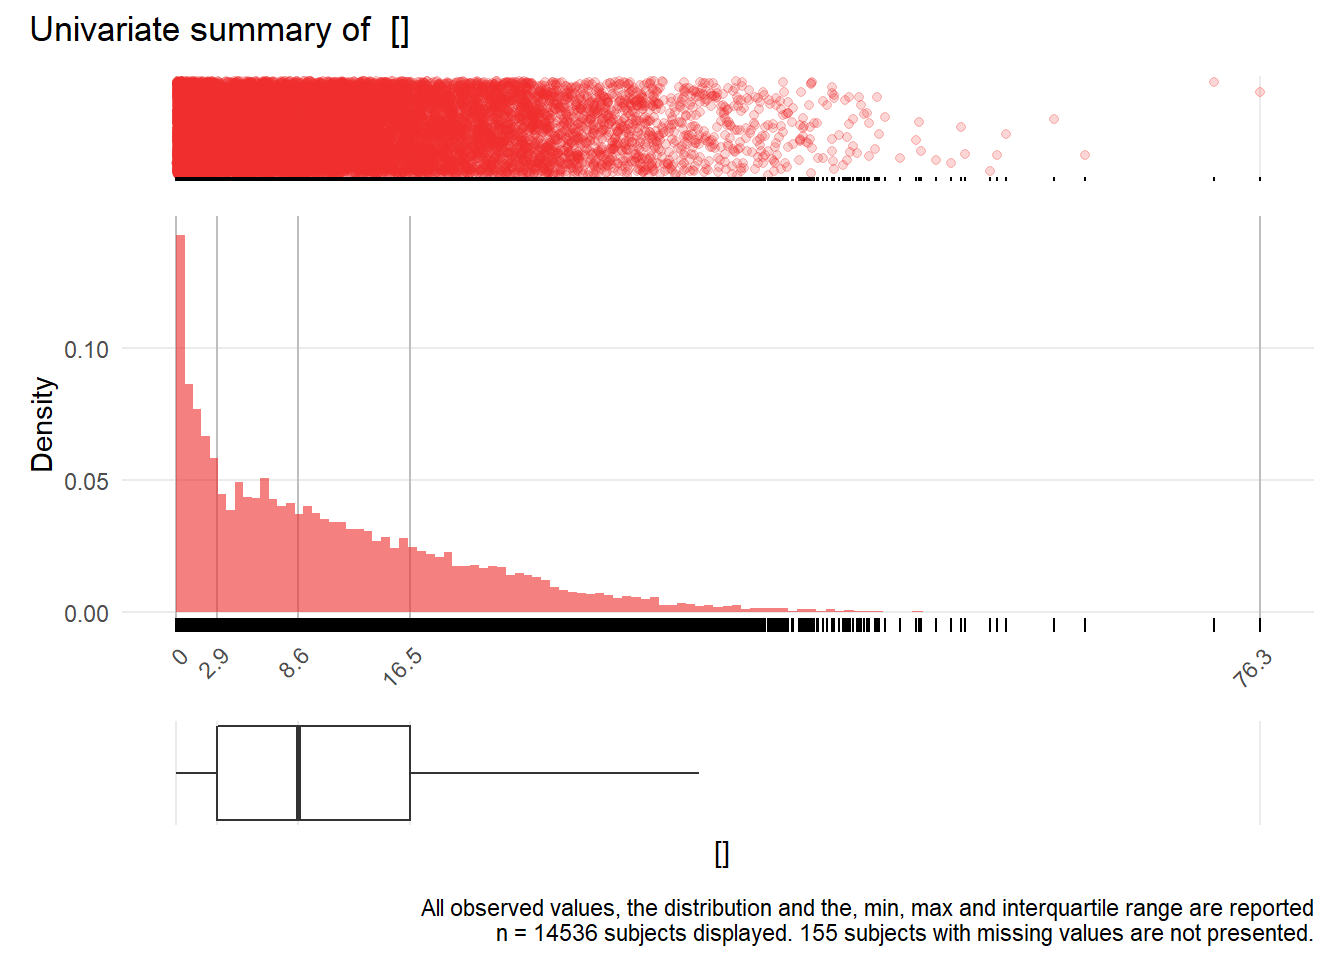 Univariate summary of  []
Density
0.10
0.05
0.00
0
2.9
8.6
16.5
76.3
[]
All observed values, the distribution and the, min, max and interquartile range are reported
n = 14536 subjects displayed. 155 subjects with missing values are not presented.